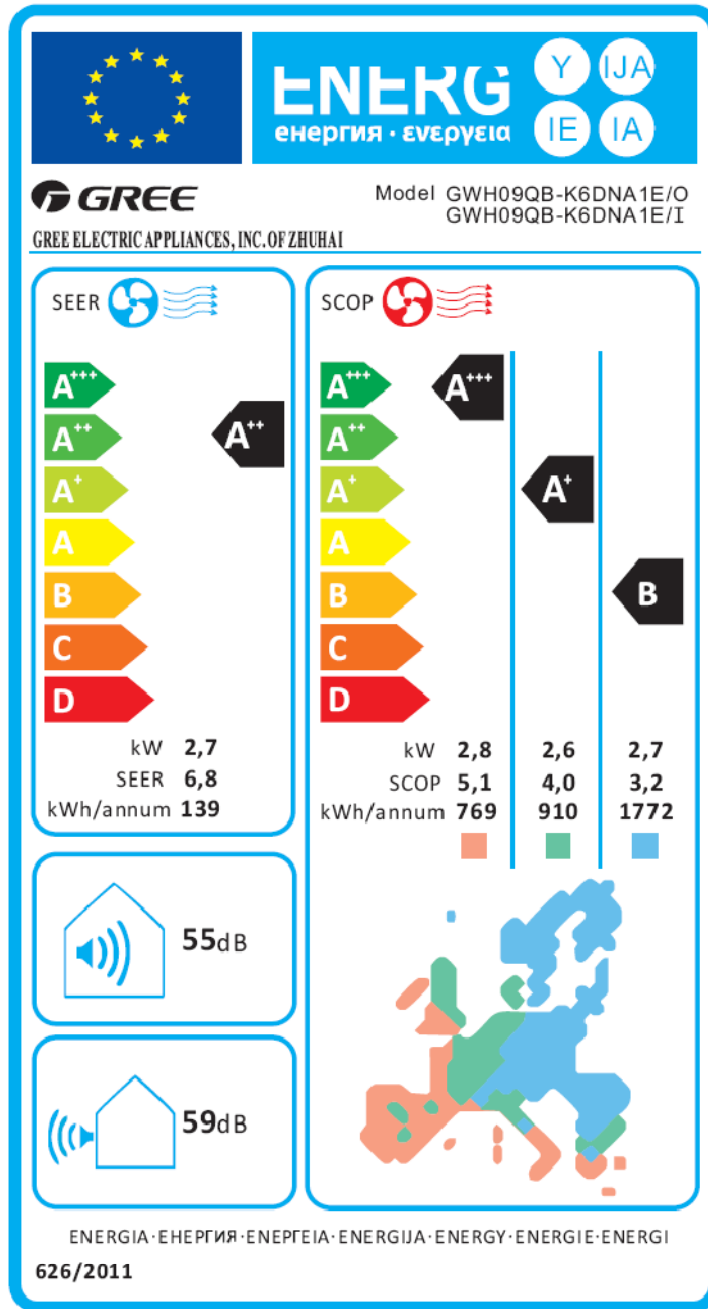 ENERG
енергия · ενεργεια
Y
IJA
IE
IA
GREE
GREE ELECTRIC APPLIANCES, INC. OF ZHUHAI
Model GWH09QB-K6DNA1E/O
GWH09QB-K6DNA1E/I
SEER
A+++
A++
A+
A
B
C
D
A++
kW 2,7
SEER 6,8
kWh/annum 139
SCOP
A+++
A++
A+
A
B
C
D
A+++
A+
B
kW 2,8 2,6 2,7
SCOP 5,1 4,0 3,2
kWh/annum 769 910 1772
55dB
59dB
ENERGIA·ЕНЕРГИЯ·ΕΝΕΡΓΕΙΑ·ENERGIJA·ENERGY·ENERGIE·ENERGI
626/2011